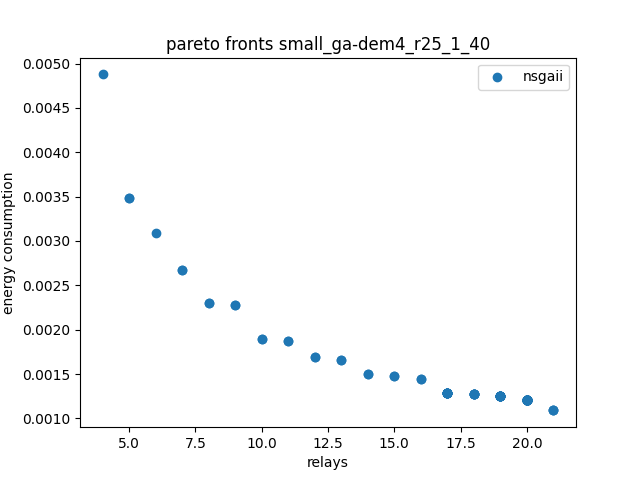 pareto fronts small_ga-dem4_r25_1_40
nsgaii
energy consumption
0.0050
0.0045
0.0040
0.0035
0.0030
0.0025
0.0020
0.0015
0.0010
5.0 7.5 10.0 12.5 15.0 17.5 20.0
relays